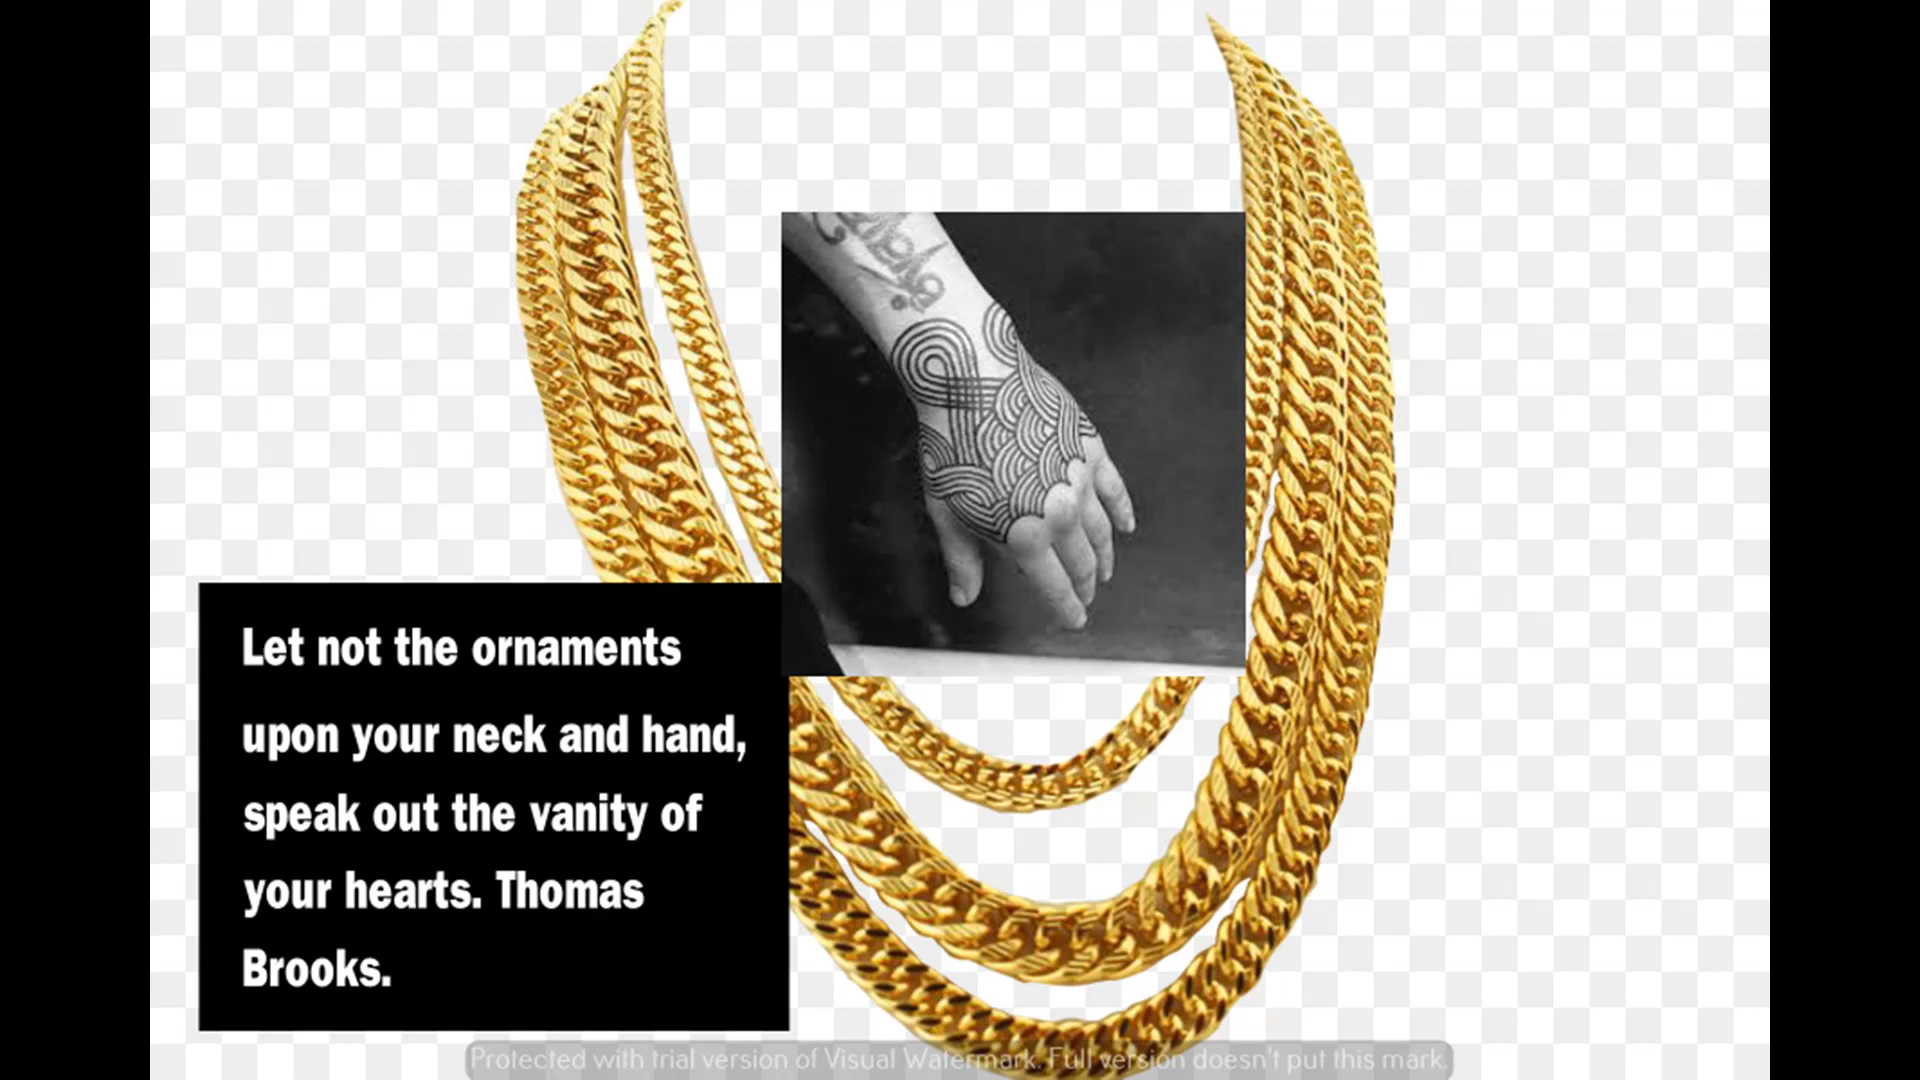 Let not the ornaments
upon your neck and hand,
speak out the vanity of
your hearts. Thomas
Brooks.
Protected with trial version of Visual Watermark. Full version doesn't put this mark.